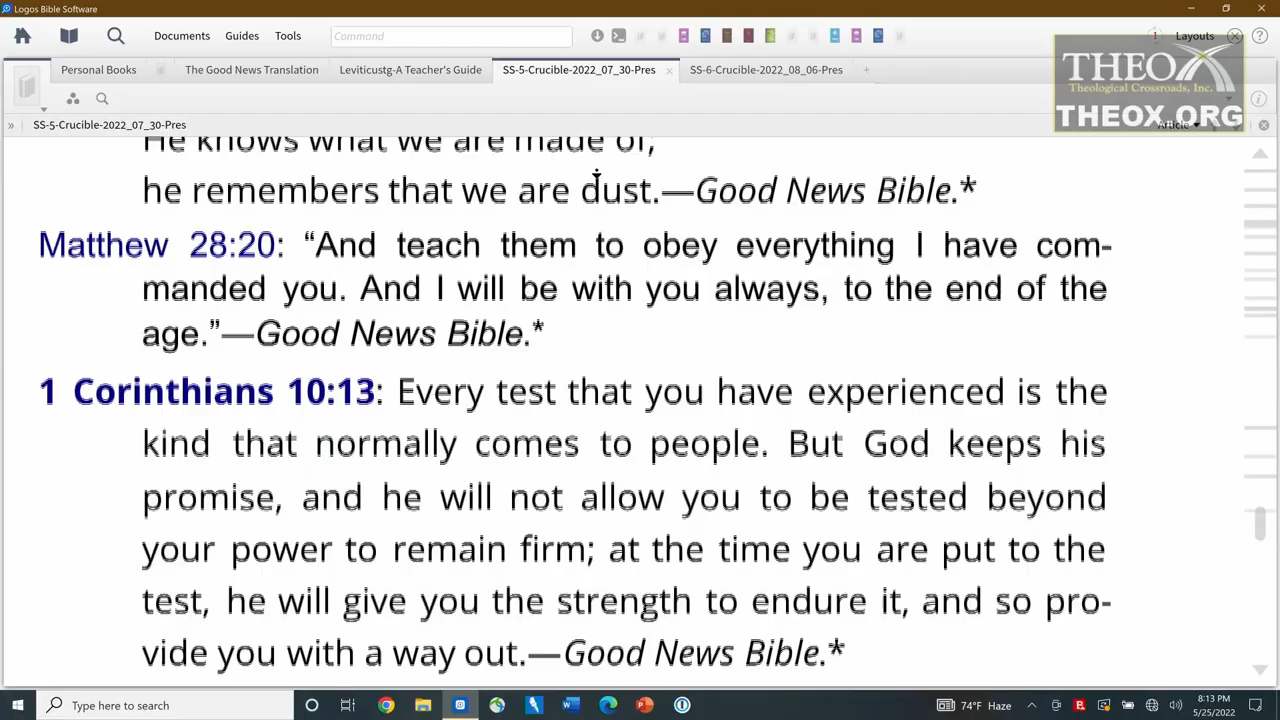 Logos Bible Software
Documents Guides Tools Command Layouts
Personal Books The Good News Translation Leviticustg1 Teacher's Guide SS-5-Crucible-2022_07_30-Pres SS-6-Crucible-2022_08_06-Pres
THEOX
Theological Crossroads, Inc.
THEOX.ORG
SS-5-Crucible-2022_07_30-Pres Article
He knows what we are made of;
he remembers that we are dust.—Good News Bible.*
Matthew 28:20: “And teach them to obey everything I have com-
manded you. And I will be with you always, to the end of the
age.”—Good News Bible.*
1 Corinthians 10:13: Every test that you have experienced is the
kind that normally comes to people. But God keeps his
promise, and he will not allow you to be tested beyond
your power to remain firm; at the time you are put to the
test, he will give you the strength to endure it, and so pro-
vide you with a way out.—Good News Bible.*
Type here to search 74°F Haze 8:13 PM
5/25/2022